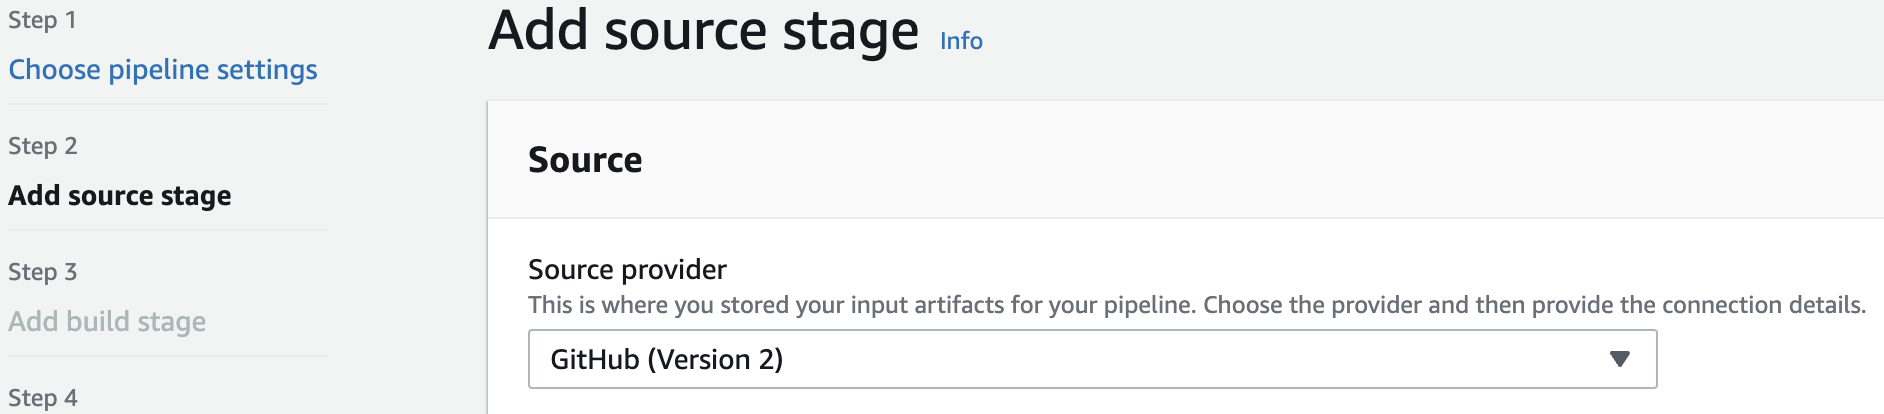 Step 1
Choose pipeline settings
Step 2
Add source stage
Step 3
Add build stage
Step 4
Add source stage Info
Source
Source provider
This is where you stored your input artifacts for your pipeline. Choose the provider and then provide the connection details.
GitHub (Version 2)